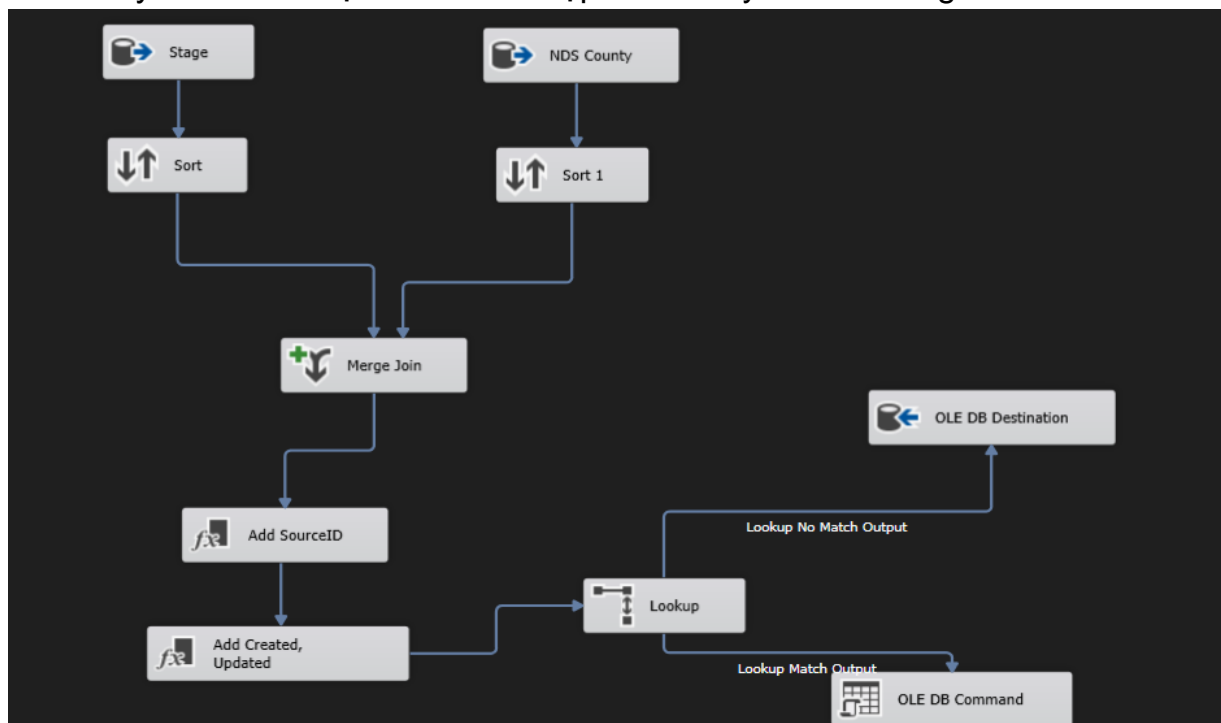 Stage
NDS County
Sort
Sort 1
Merge Join
OLE DB Destination
Add SourceID
Lookup No Match Output
Lookup
Add Created,
Updated
Lookup Match Output
OLE DB Command